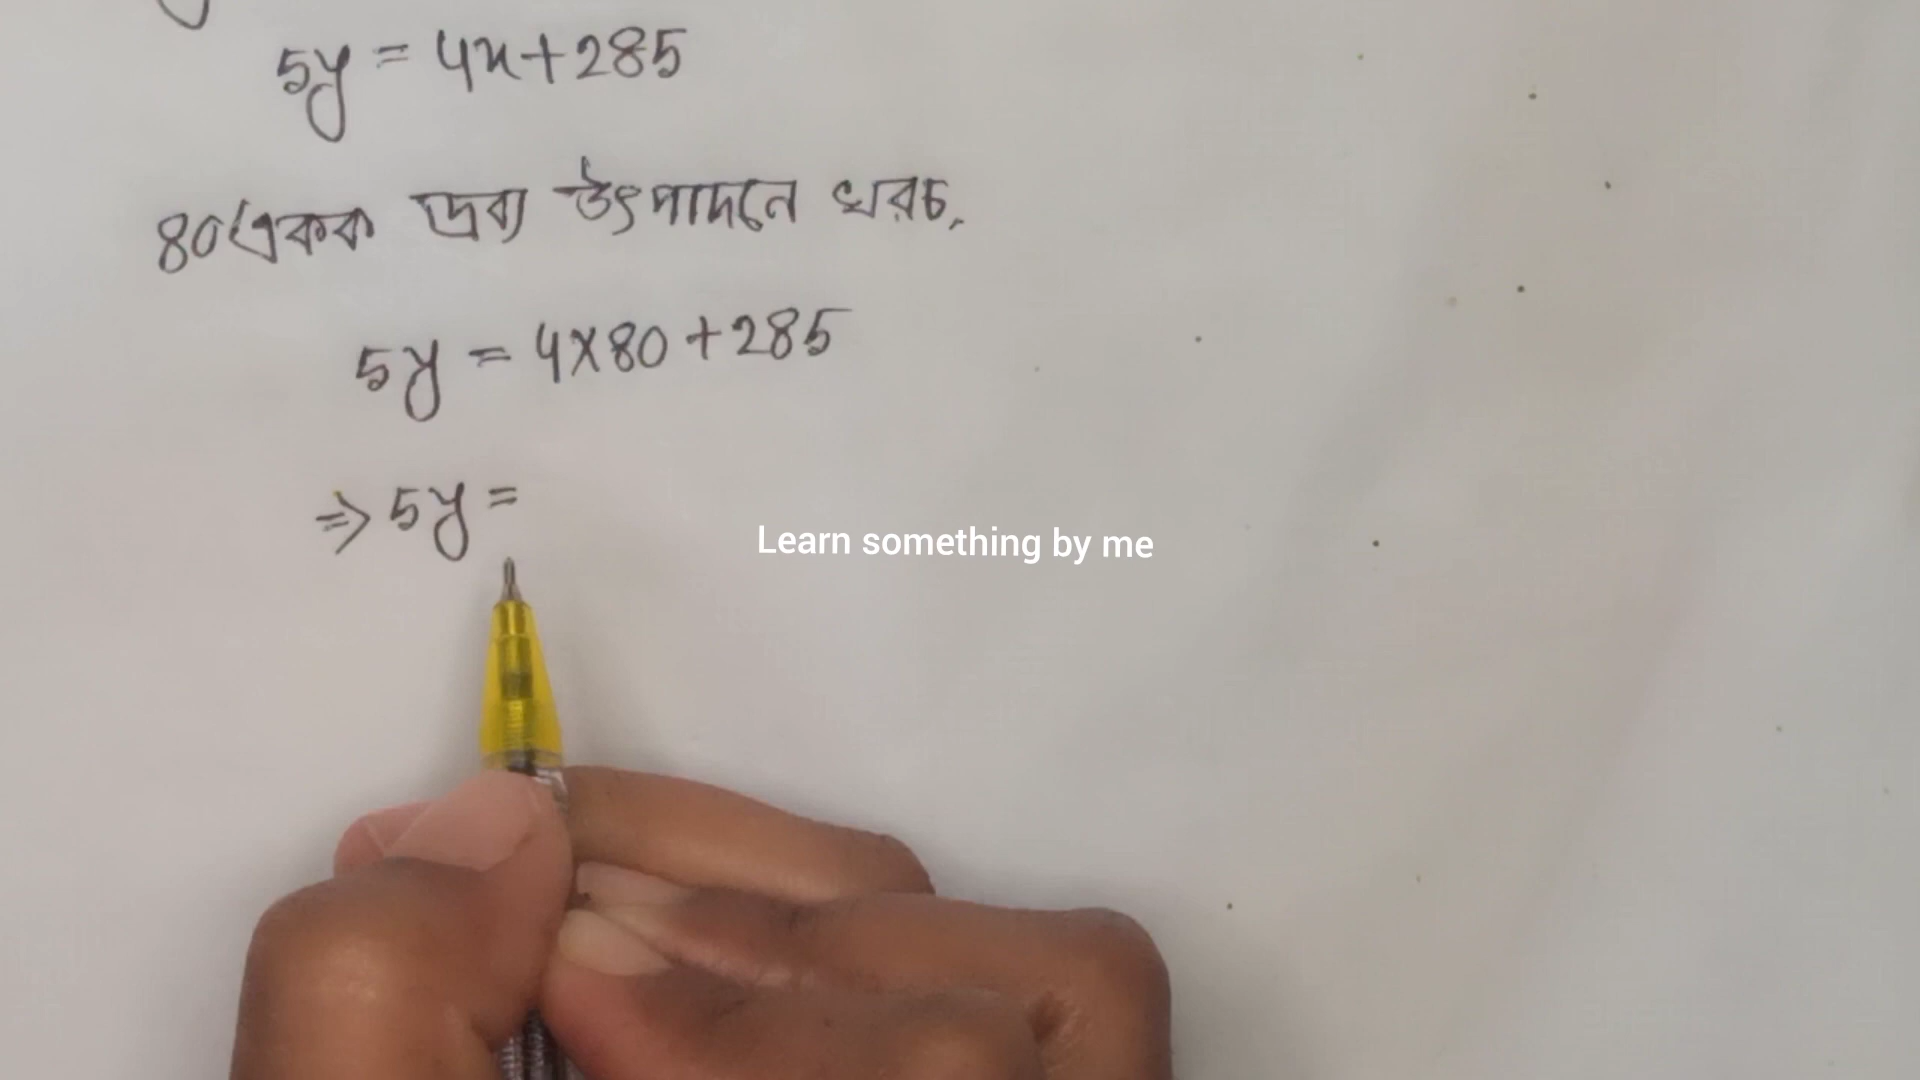 5y = 4x+285
80 একক দ্রব্য উৎপাদনে খরচ,
5y = 4×80 + 285
⇒ 5y =
Learn something by me